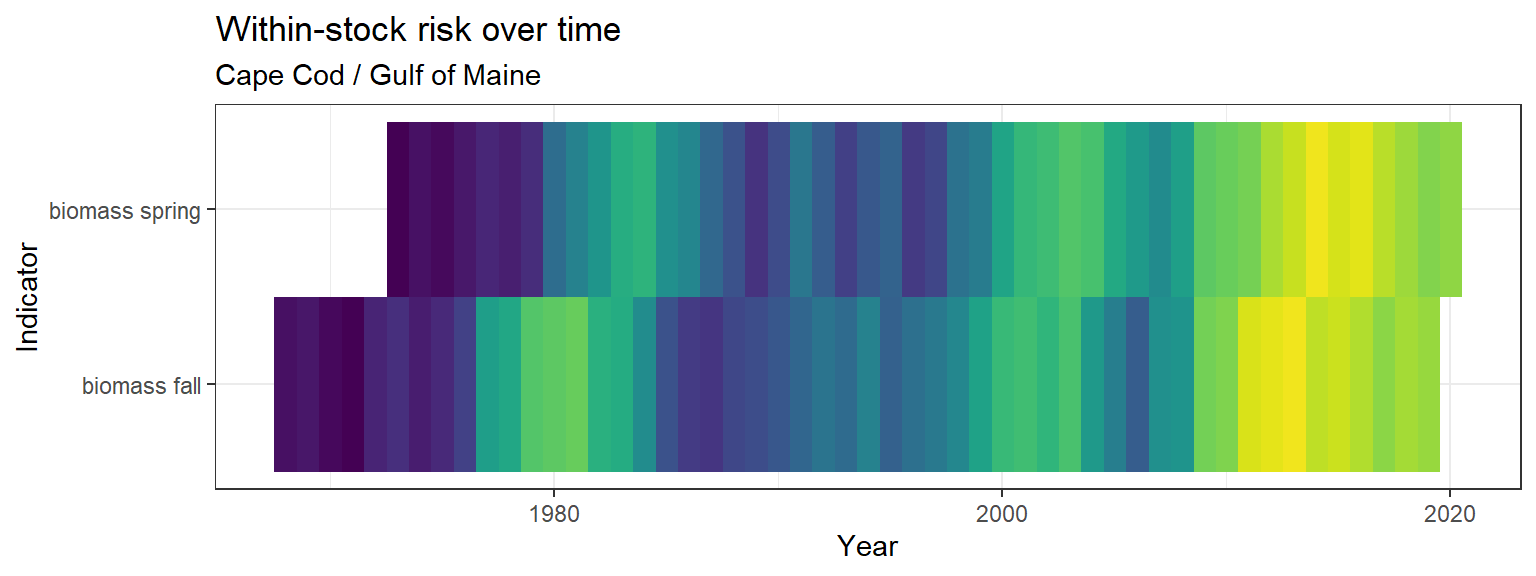 Within-stock risk over time
Cape Cod / Gulf of Maine
Indicator
biomass spring
biomass fall
1980
2000
2020
Year